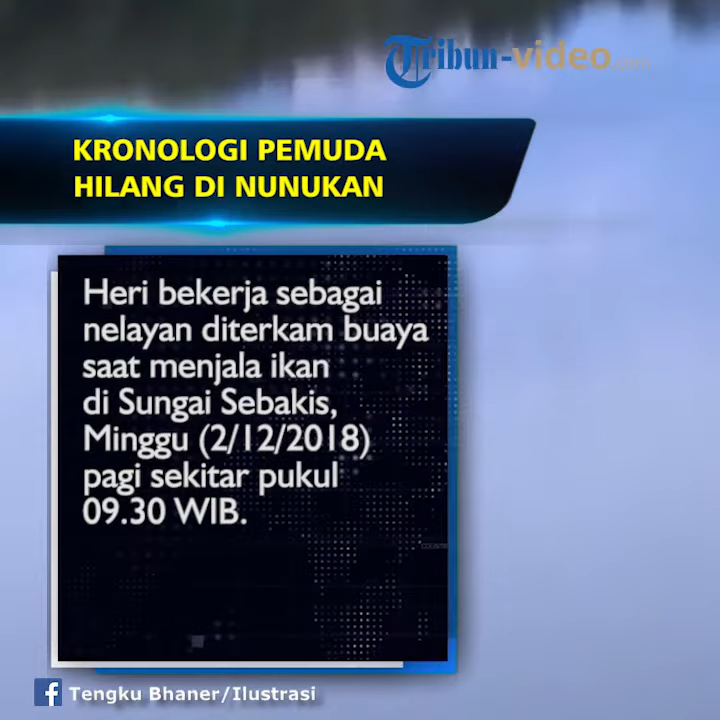 Tribun-video.com
KRONOLOGI PEMUDA
HILANG DI NUNUKAN
Heri bekerja sebagai
nelayan diterkam buaya
saat menjala ikan
di Sungai Sebakis,
Minggu (2/12/2018)
pagi sekitar pukul
09.30 WIB.
Tengku Bhaner/Ilustrasi